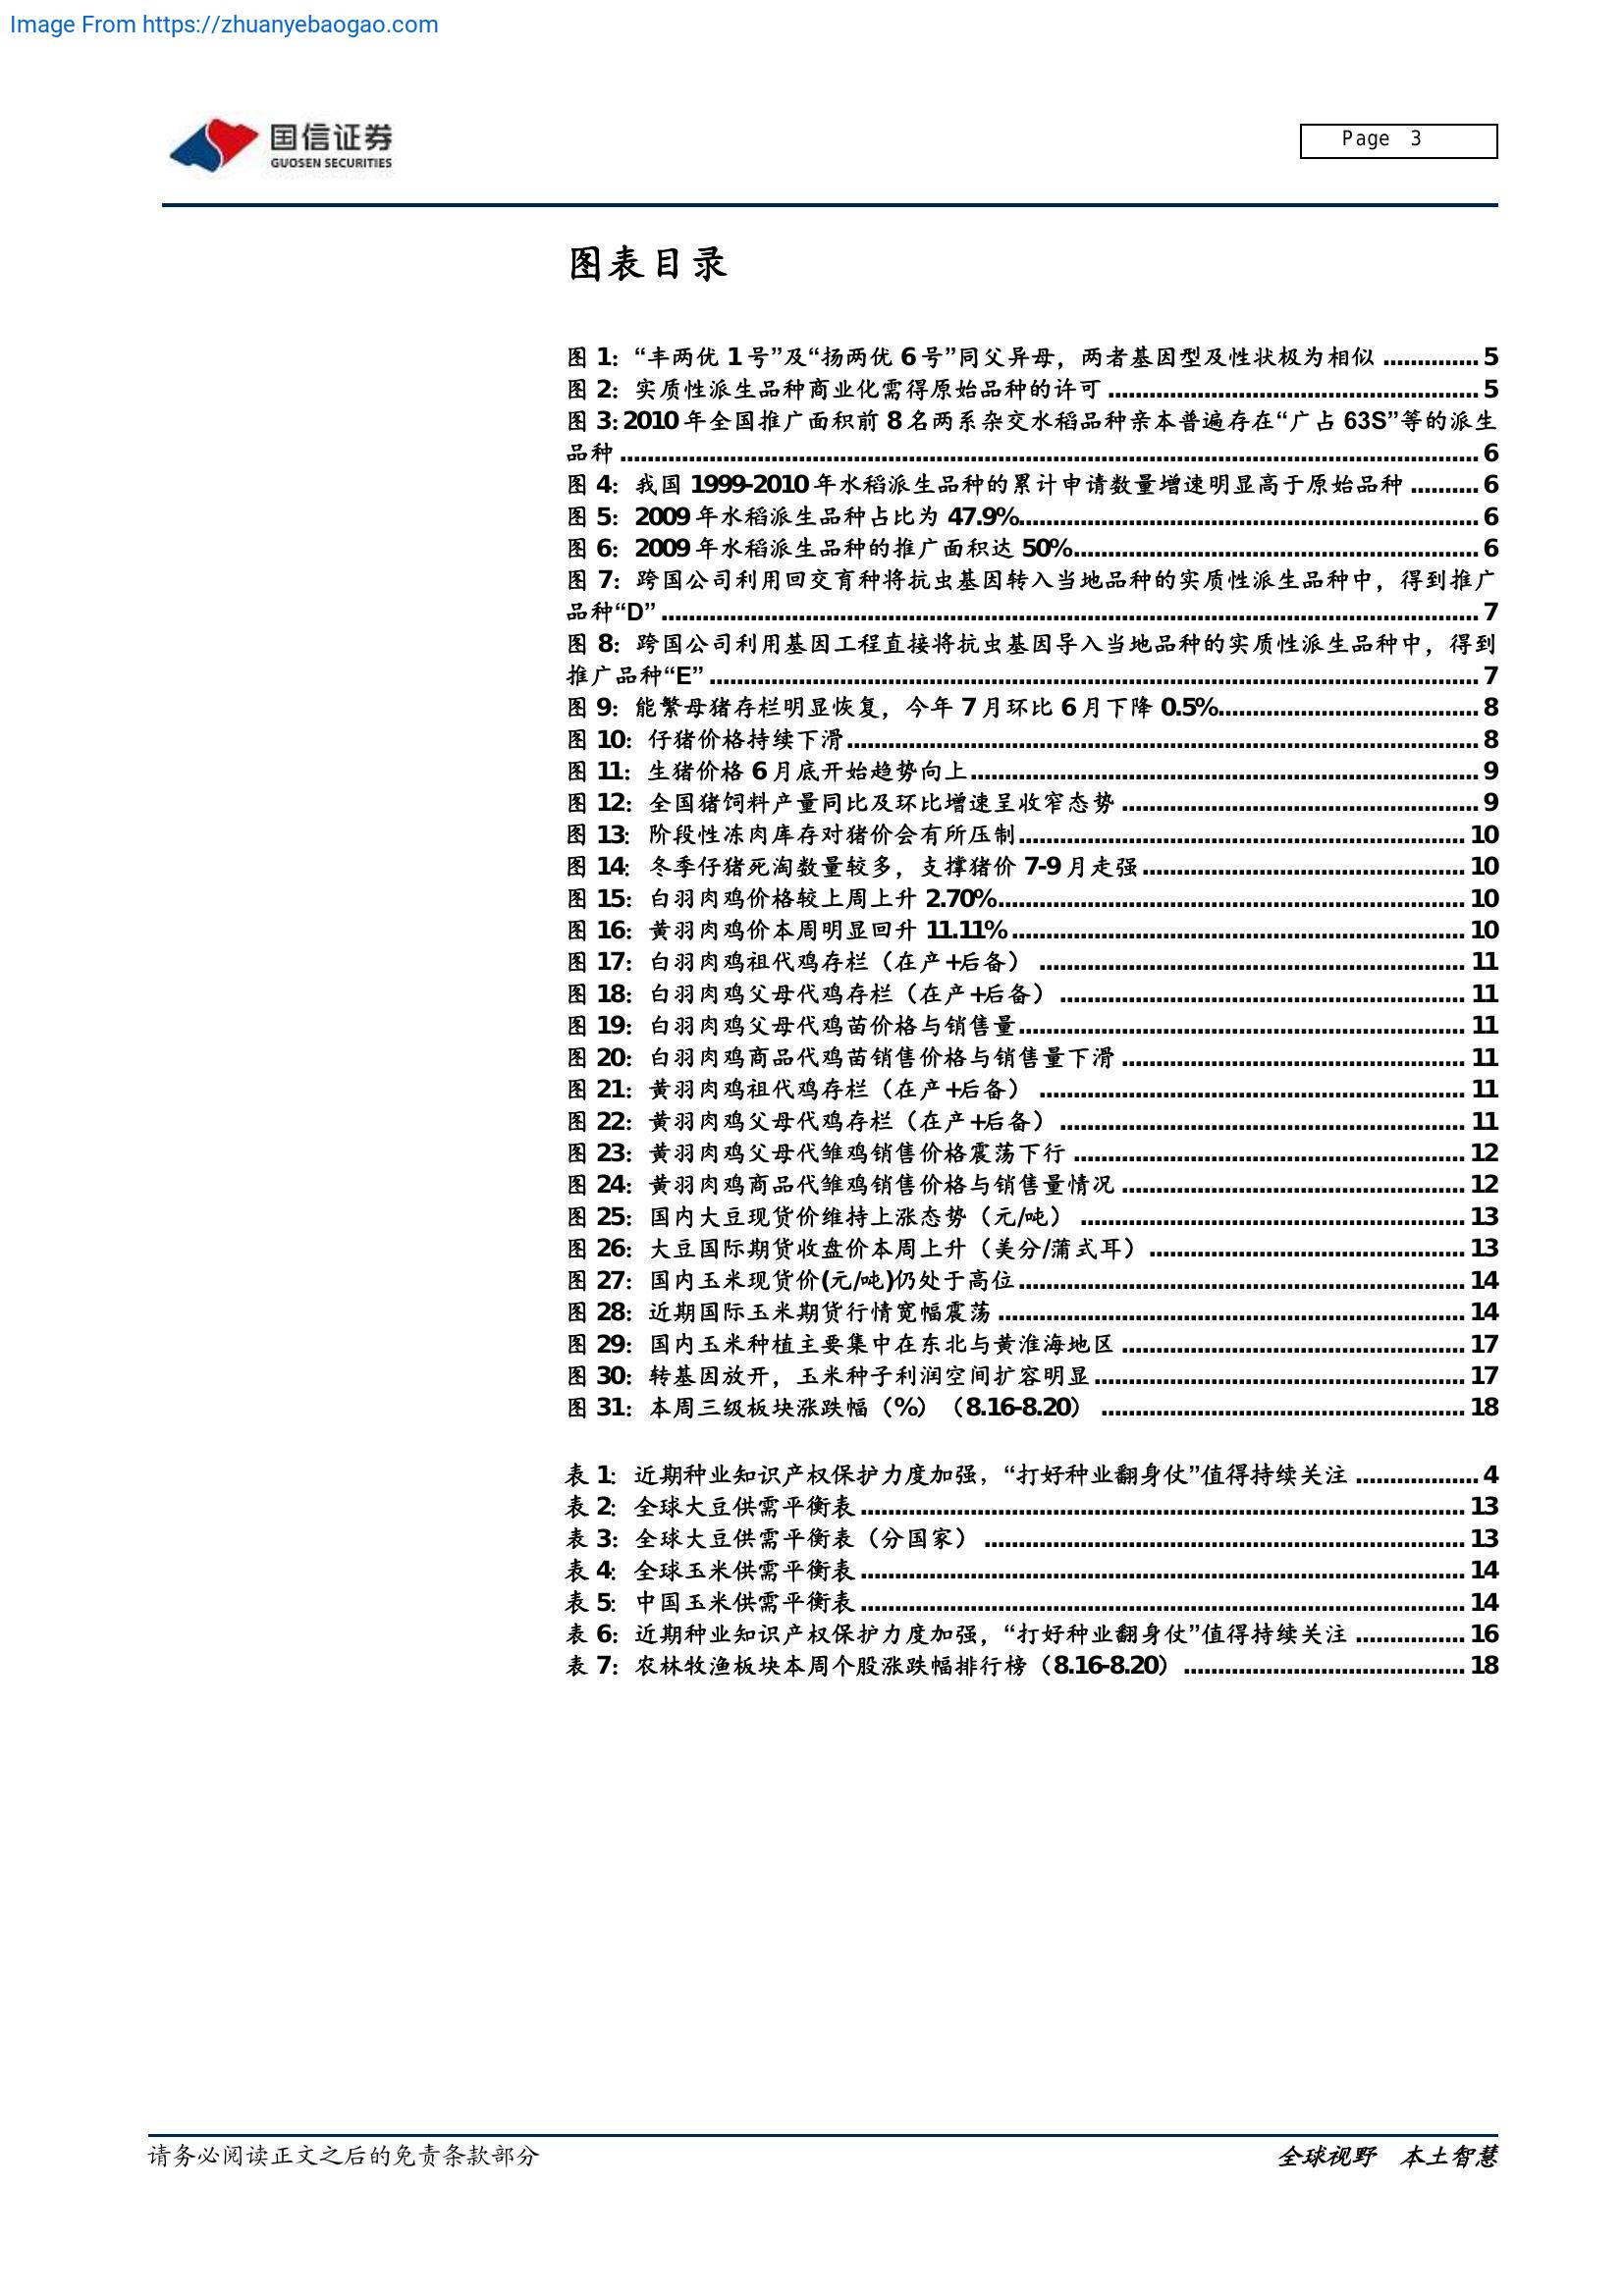 Image From https://zhuanyebaogao.com
国信证券
GUOSEN SECURITIES
Page 3
图表目录
图 1：“丰两优 1 号”及“扬两优 6 号”同父异母，两者基因型及性状极为相似 .............. 5
图 2：实质性派生品种商业化需得原始品种的许可 ...................................................... 5
图 3: 2010 年全国推广面积前 8 名两系杂交水稻品种亲本普遍存在“广占 63S”等的派生
品种 ............................................................................................................................. 6
图 4：我国 1999-2010 年水稻派生品种的累计申请数量增速明显高于原始品种 .......... 6
图 5：2009 年水稻派生品种占比为 47.9%................................................................... 6
图 6：2009 年水稻派生品种的推广面积达 50%........................................................... 6
图 7：跨国公司利用回交育种将抗虫基因转入当地品种的实质性派生品种中，得到推广
品种“D” ....................................................................................................................... 7
图 8：跨国公司利用基因工程直接将抗虫基因导入当地品种的实质性派生品种中，得到
推广品种“E” ................................................................................................................ 7
图 9：能繁母猪存栏明显恢复，今年 7 月环比 6 月下降 0.5%...................................... 8
图 10：仔猪价格持续下滑............................................................................................ 8
图 11：生猪价格 6 月底开始趋势向上.......................................................................... 9
图 12：全国猪饲料产量同比及环比增速呈收窄态势 .................................................... 9
图 13：阶段性冻肉库存对猪价会有所压制................................................................. 10
图 14：冬季仔猪死淘数量较多，支撑猪价 7-9 月走强............................................... 10
图 15：白羽肉鸡价格较上周上升 2.70%.................................................................... 10
图 16：黄羽肉鸡价本周明显回升 11.11% .................................................................. 10
图 17：白羽肉鸡祖代鸡存栏（在产+后备） .............................................................. 11
图 18：白羽肉鸡父母代鸡存栏（在产+后备） ........................................................... 11
图 19：白羽肉鸡父母代鸡苗价格与销售量................................................................. 11
图 20：白羽肉鸡商品代鸡苗销售价格与销售量下滑 .................................................. 11
图 21：黄羽肉鸡祖代鸡存栏（在产+后备） .............................................................. 11
图 22：黄羽肉鸡父母代鸡存栏（在产+后备） ........................................................... 11
图 23：黄羽肉鸡父母代雏鸡销售价格震荡下行 ......................................................... 12
图 24：黄羽肉鸡商品代雏鸡销售价格与销售量情况 .................................................. 12
图 25：国内大豆现货价维持上涨态势（元/吨） ........................................................ 13
图 26：大豆国际期货收盘价本周上升（美分/蒲式耳） .............................................. 13
图 27：国内玉米现货价(元/吨)仍处于高位................................................................. 14
图 28：近期国际玉米期货行情宽幅震荡 .................................................................... 14
图 29：国内玉米种植主要集中在东北与黄淮海地区 .................................................. 17
图 30：转基因放开，玉米种子利润空间扩容明显...................................................... 17
图 31：本周三级板块涨跌幅（%）（8.16-8.20） ..................................................... 18
表 1：近期种业知识产权保护力度加强，“打好种业翻身仗”值得持续关注 .................. 4
表 2：全球大豆供需平衡表........................................................................................ 13
表 3：全球大豆供需平衡表（分国家） ...................................................................... 13
表 4：全球玉米供需平衡表........................................................................................ 14
表 5：中国玉米供需平衡表........................................................................................ 14
表 6：近期种业知识产权保护力度加强，“打好种业翻身仗”值得持续关注 ................ 16
表 7：农林牧渔板块本周个股涨跌幅排行榜（8.16-8.20） ......................................... 18
请务必阅读正文之后的免责条款部分
全球视野 本土智慧